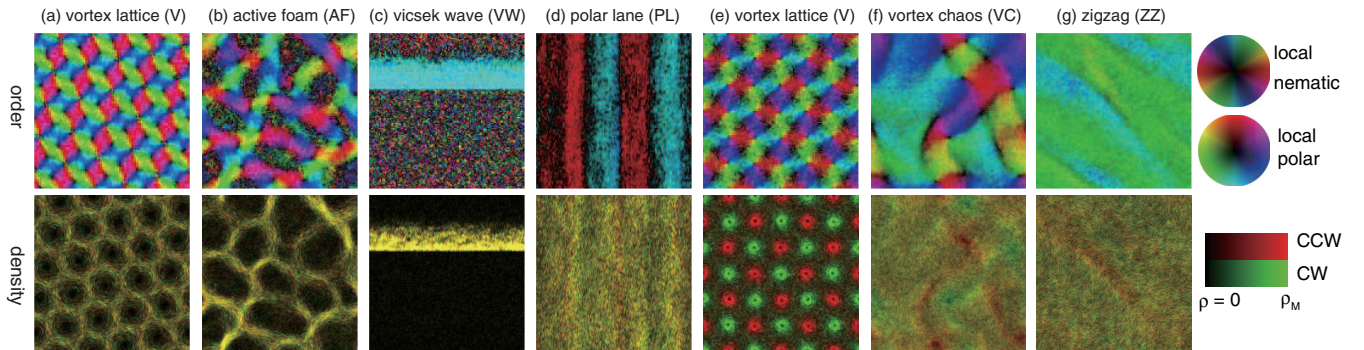 (a) vortex lattice (V)
(b) active foam (AF)
(c) vicsek wave (VW)
(d) polar lane (PL)
(e) vortex lattice (V)
(f) vortex chaos (VC)
(g) zigzag (ZZ)
order
local
nematic
local
polar
density
CCW
CW
ρ = 0
ρM